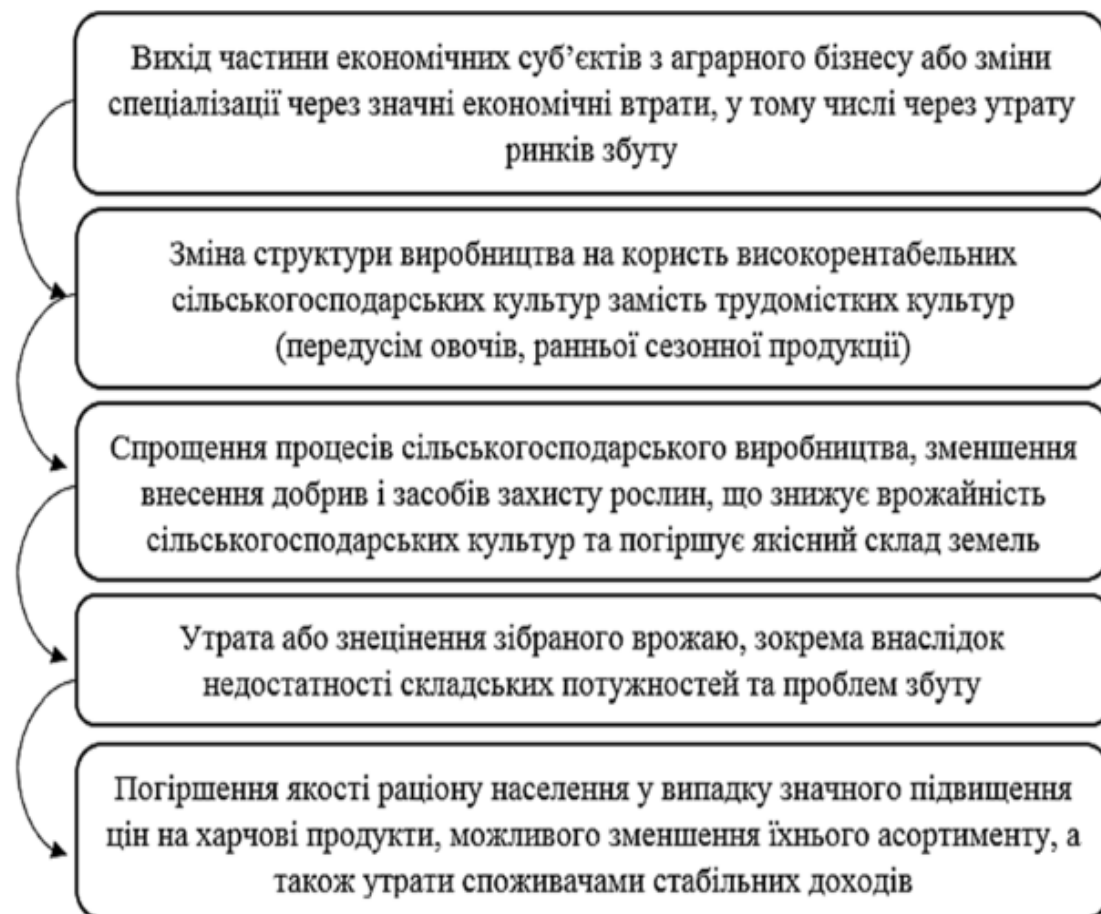 Вихід частини економічних суб’єктів з аграрного бізнесу або зміни
спеціалізації через значні економічні втрати, у тому числі через утрату
ринків збуту
Зміна структури виробництва на користь високорентабельних
сільськогосподарських культур замість трудомістких культур
(передусім овочів, ранньої сезонної продукції)
Спрощення процесів сільськогосподарського виробництва, зменшення
внесення добрив і засобів захисту рослин, що знижує врожайність
сільськогосподарських культур та погіршує якісний склад земель
Утрата або знецінення зібраного врожаю, зокрема внаслідок
недостатності складських потужностей та проблем збуту
Погіршення якості раціону населення у випадку значного підвищення
цін на харчові продукти, можливого зменшення їхнього асортименту, а
також утрати споживачами стабільних доходів